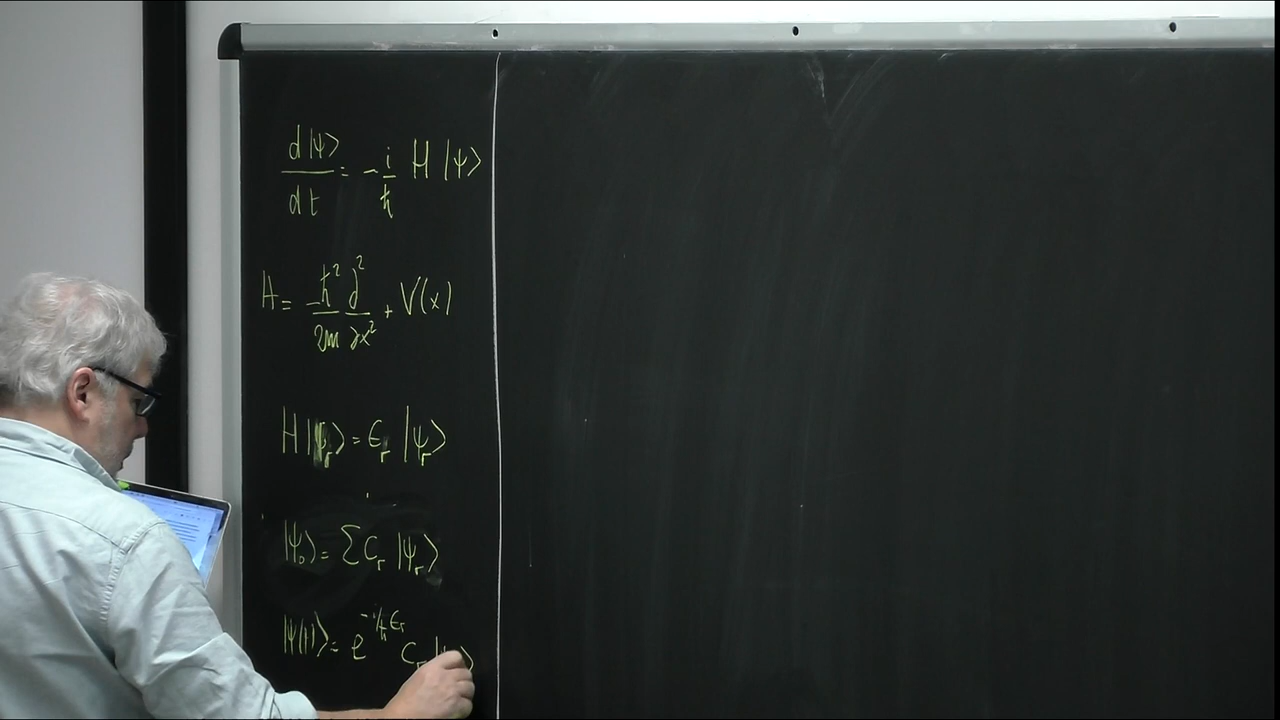 d|ψ⟩/dt = -i/ħ H |ψ⟩
H = -ħ²/2m ∂²/∂x² + V(x)
H|ψᵣ⟩ = ϵᵣ |ψᵣ⟩
|ψ₀⟩ = Σ cᵣ |ψᵣ⟩
|ψ(t)⟩ = e^{-i/ħ ϵᵣ} cᵣ | ⟩